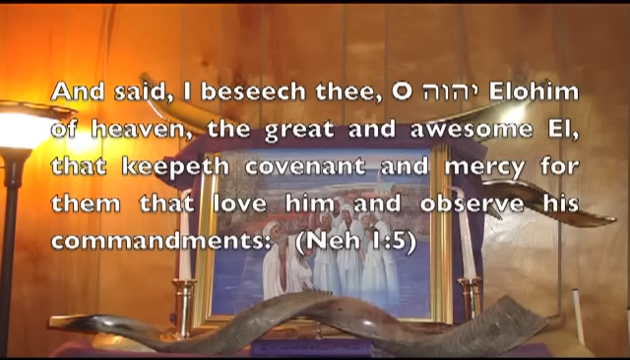 And said, I beseech thee, O יהוה Elohim
of heaven, the great and awesome El,
that keepeth covenant and mercy for
them that love him and observe his
commandments: (Neh 1:5)